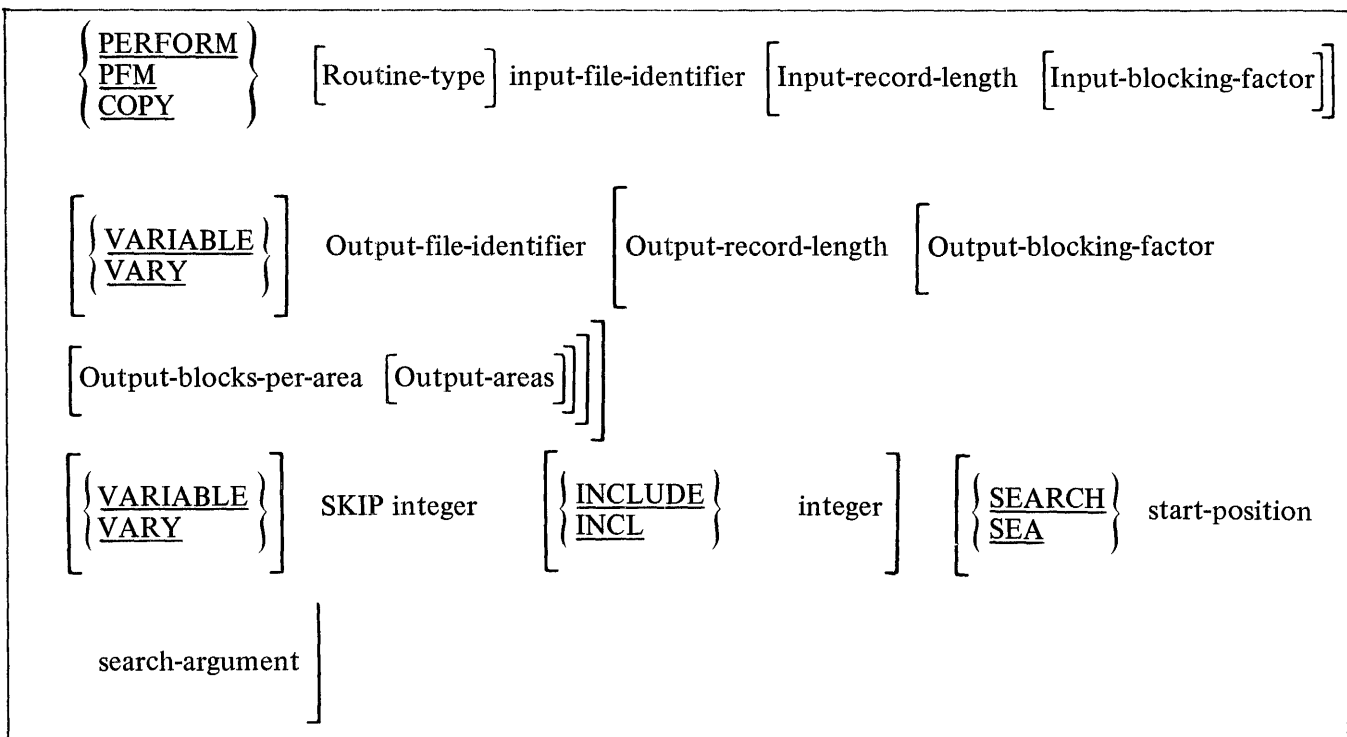 { PERFORM PFM COPY } [Routine-type] input-file-identifier [Input-record-length [Input-blocking-factor]]
[{ VARIABLE VARY }] Output-file-identifier [Output-record-length [Output-blocking-factor
[Output-blocks-per-area [Output-areas]]]]
[{ VARIABLE VARY }] SKIP integer [{ INCLUDE INCL } integer] [{ SEARCH SEA } start-position
search-argument]